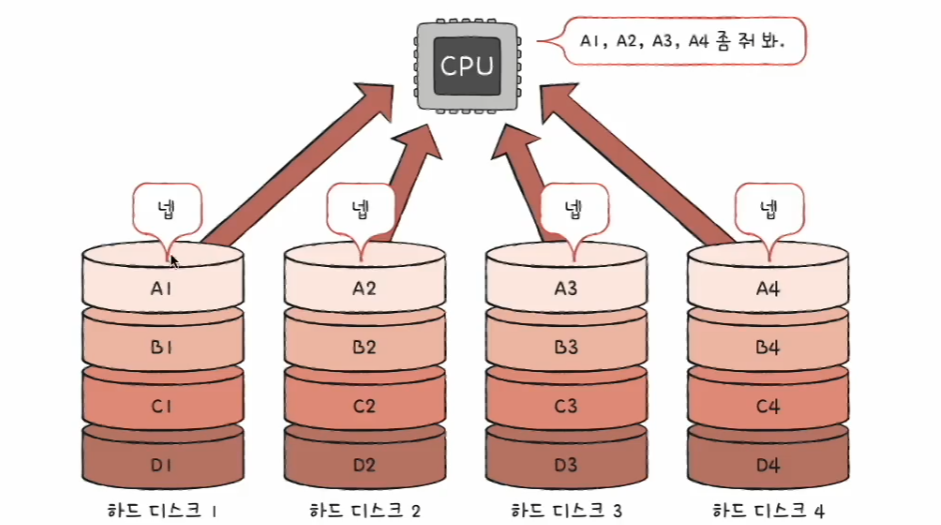 CPU
A1, A2, A3, A4 좀 줘 봐.
넵
넵
넵
넵
A1
A2
A3
A4
B1
B2
B3
B4
C1
C2
C3
C4
D1
D2
D3
D4
하드 디스크 1
하드 디스크 2
하드 디스크 3
하드 디스크 4